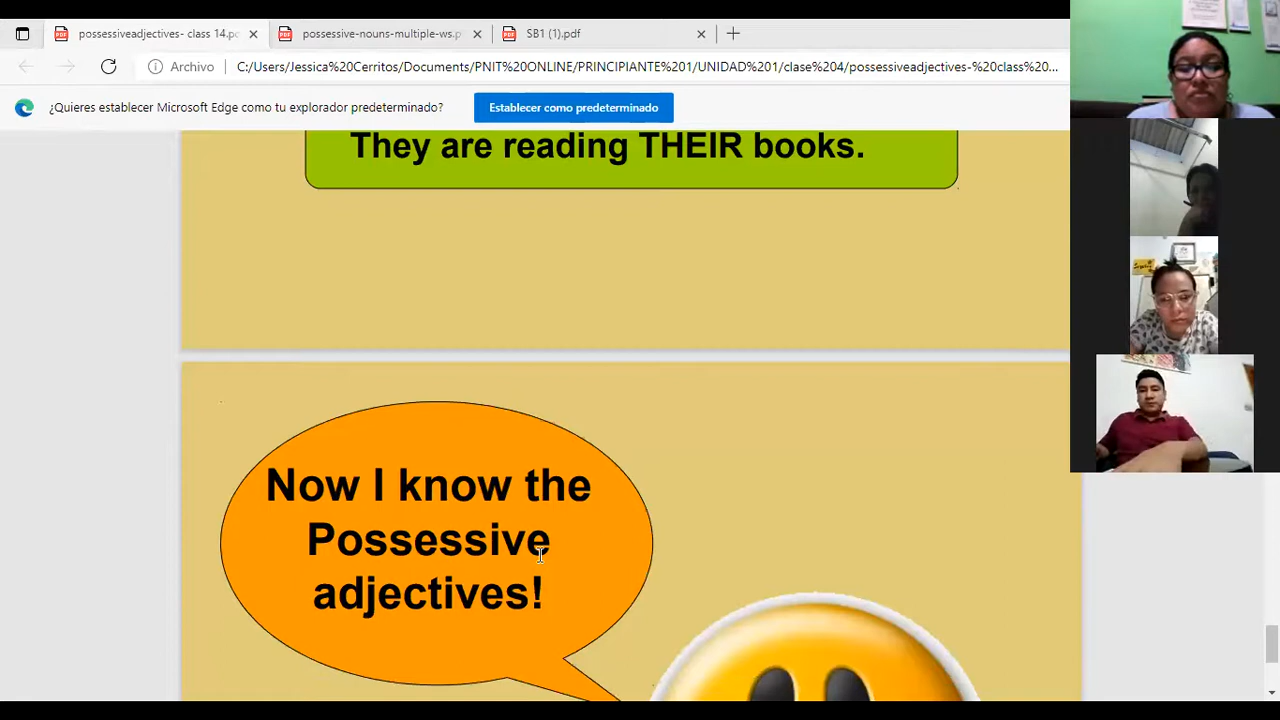 possessiveadjectives- class 14.pd
possessive-nouns-multiple-ws.p
SB1 (1).pdf
Archivo
C:/Users/Jessica%20Cerritos/Documents/PNIT%20ONLINE/PRINCIPIANTE%201/UNIDAD%201/clase%204/possessiveadjectives-%20class%20...
¿Quieres establecer Microsoft Edge como tu explorador predeterminado?
Establecer como predeterminado
They are reading THEIR books.
Now I know the
Possessive
adjectives!